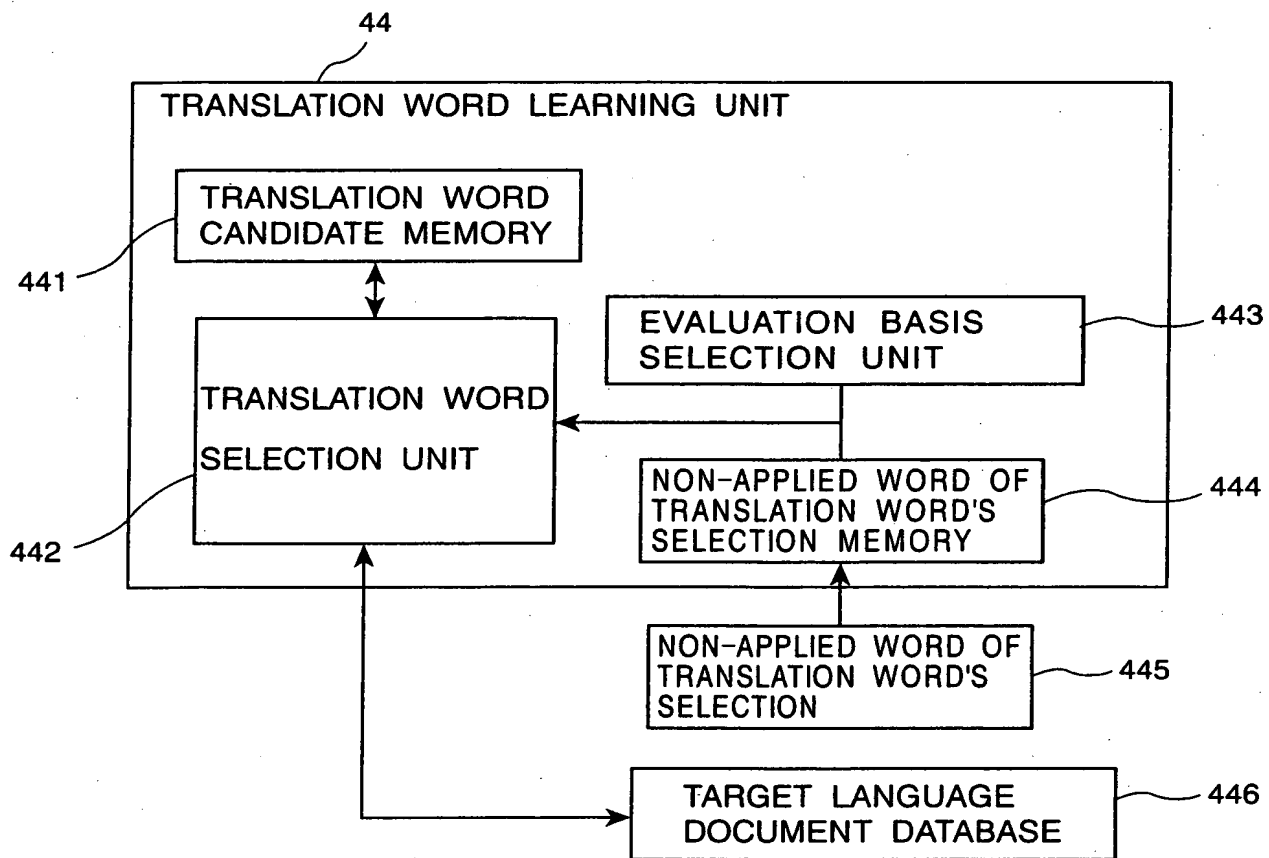 44
TRANSLATION WORD LEARNING UNIT
TRANSLATION WORD
CANDIDATE MEMORY
441
EVALUATION BASIS
SELECTION UNIT
443
TRANSLATION WORD
SELECTION UNIT
442
NON-APPLIED WORD OF
TRANSLATION WORD'S
SELECTION MEMORY
444
NON-APPLIED WORD OF
TRANSLATION WORD'S
SELECTION
445
TARGET LANGUAGE
DOCUMENT DATABASE
446